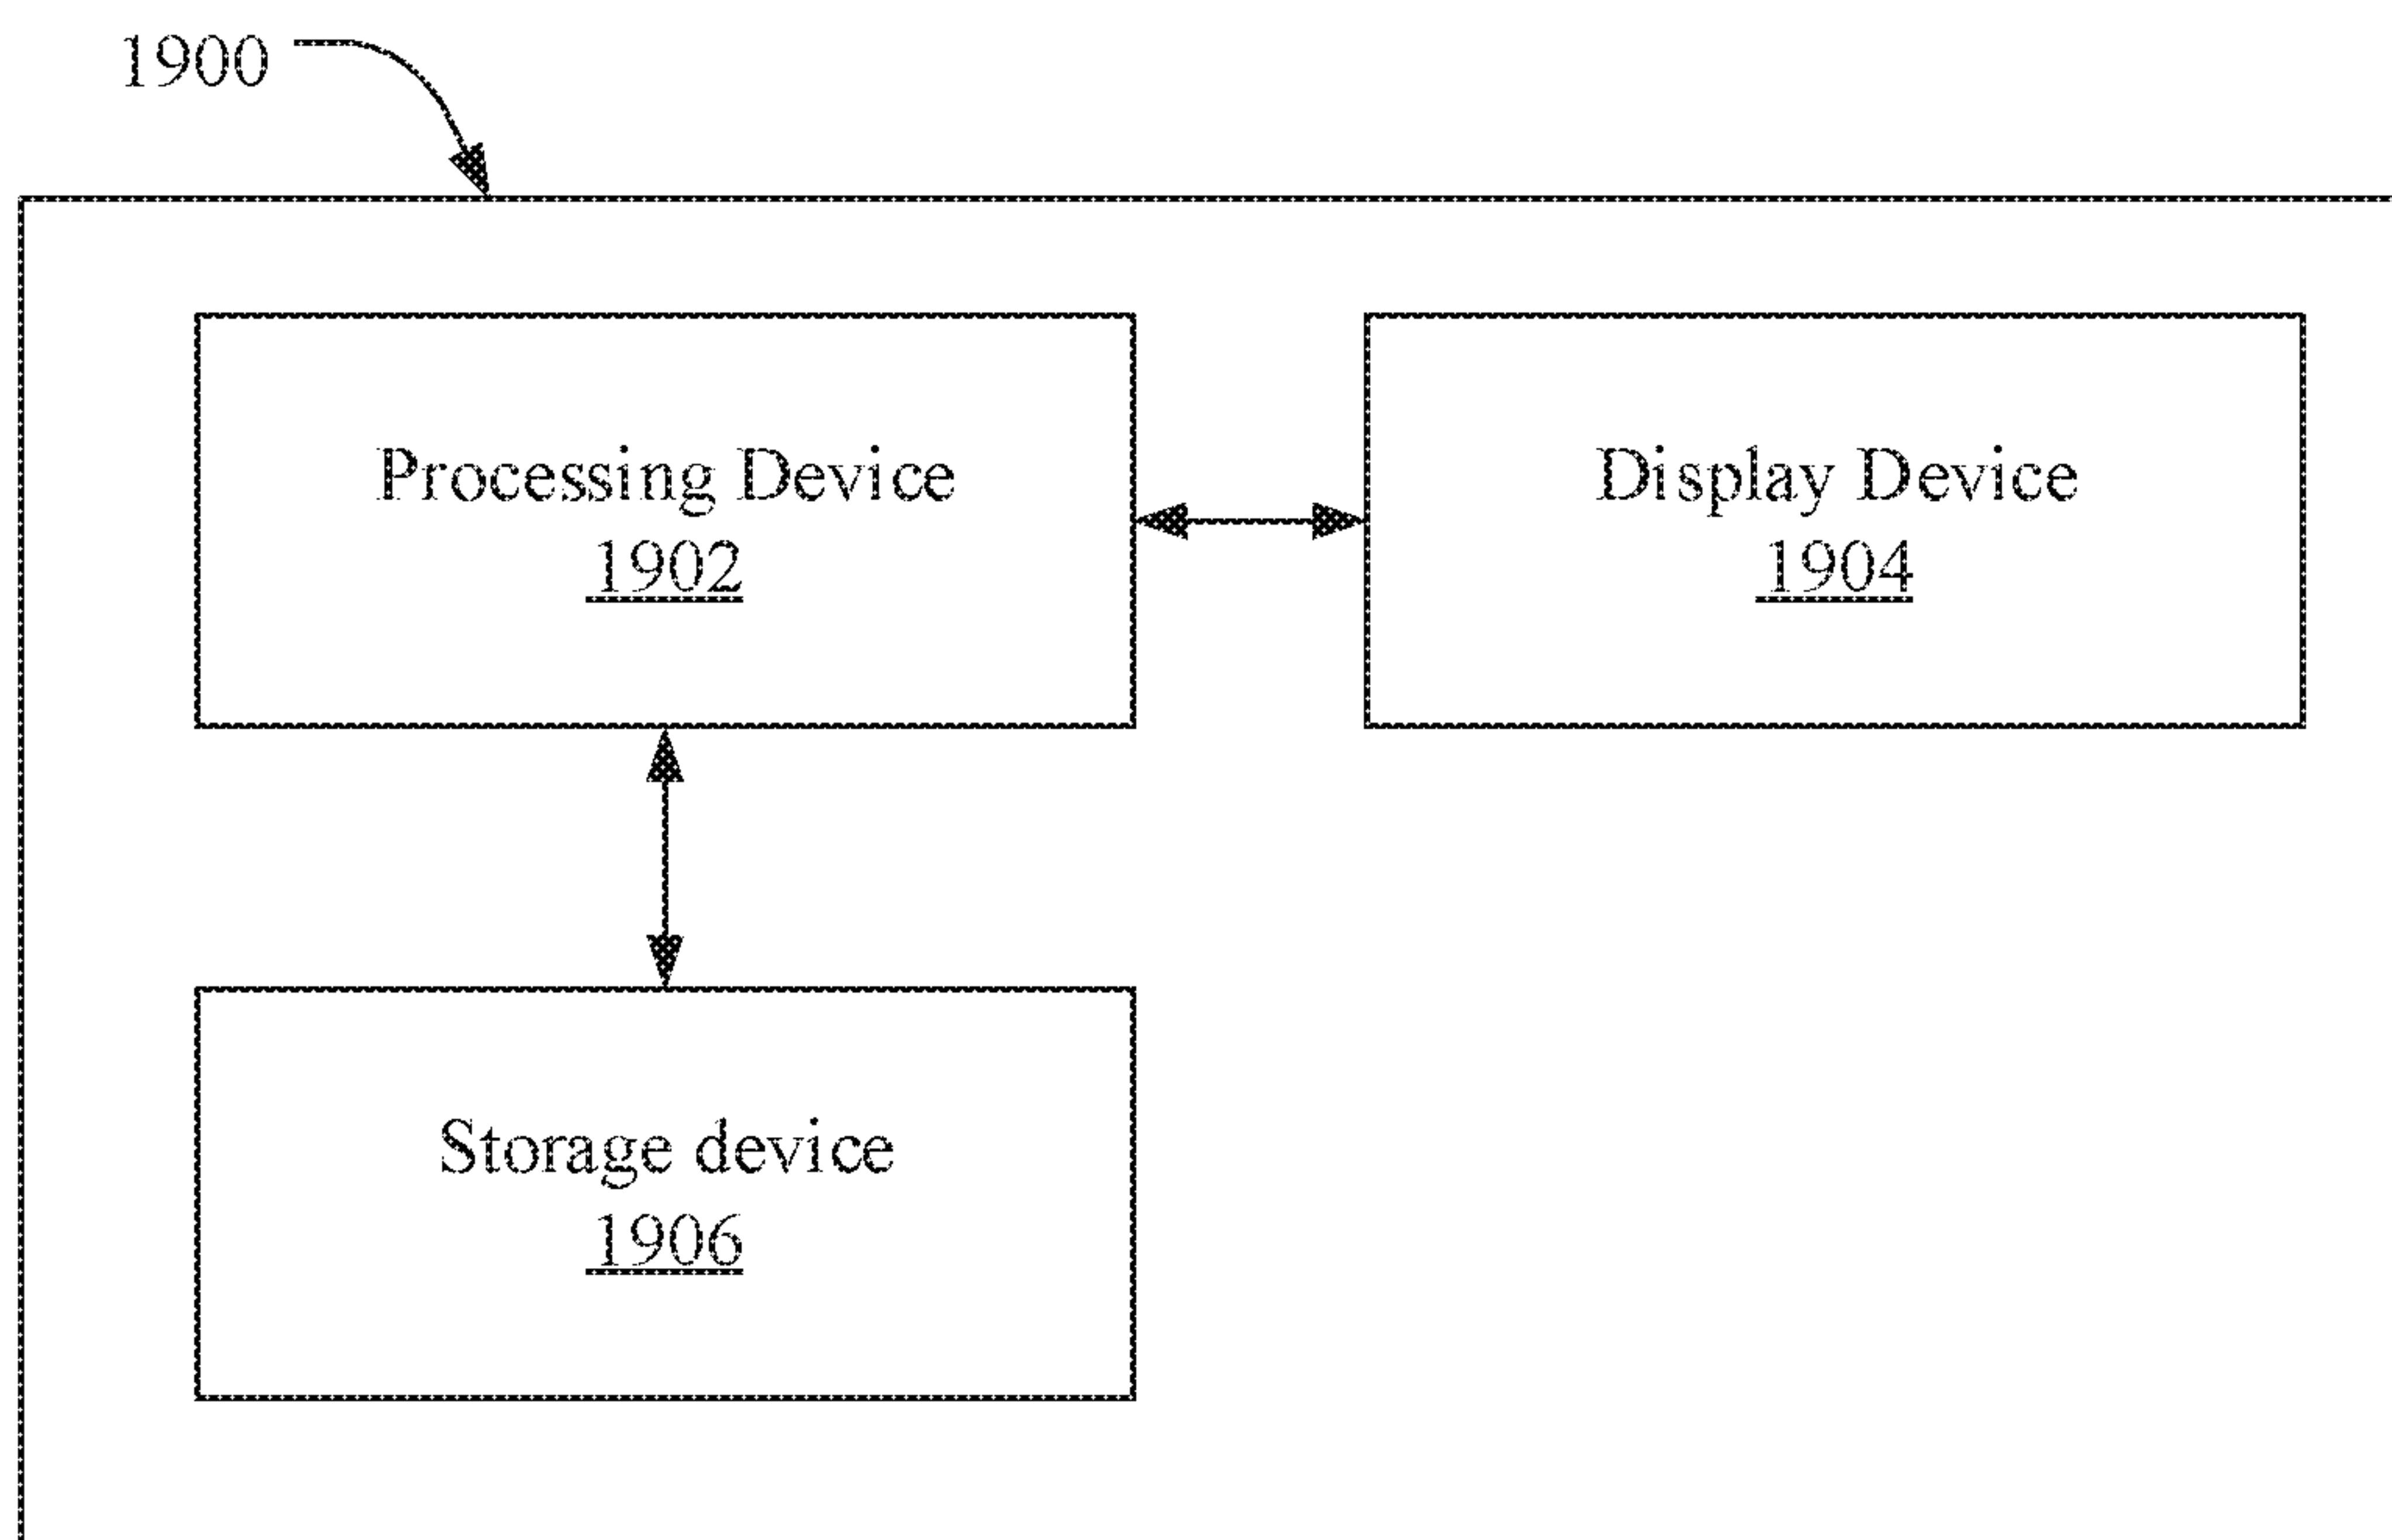 1900
Processing Device
1902
Display Device
1904
Storage device
1906